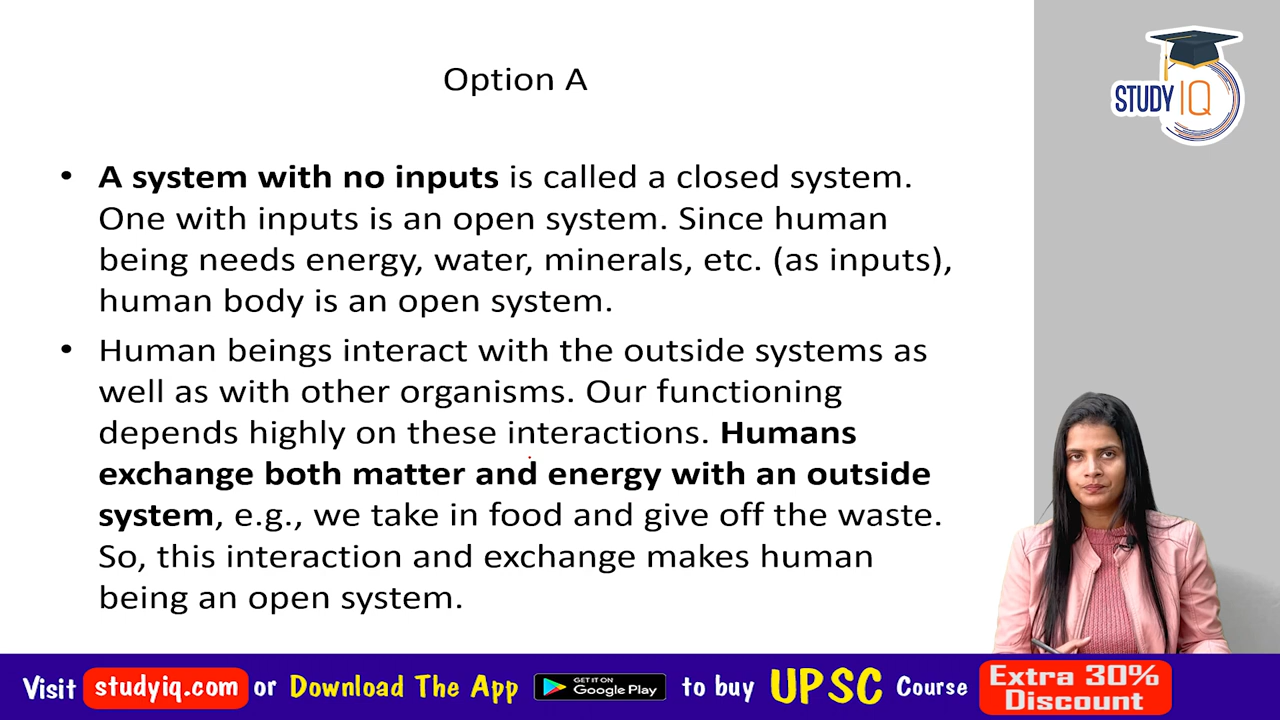 Option A
STUDY IQ
• A system with no inputs is called a closed system.
One with inputs is an open system. Since human
being needs energy, water, minerals, etc. (as inputs),
human body is an open system.
• Human beings interact with the outside systems as
well as with other organisms. Our functioning
depends highly on these interactions. Humans
exchange both matter and energy with an outside
system, e.g., we take in food and give off the waste.
So, this interaction and exchange makes human
being an open system.
Visit studyiq.com or Download The App GET IT ON Google Play to buy UPSC Course Extra 30% Discount